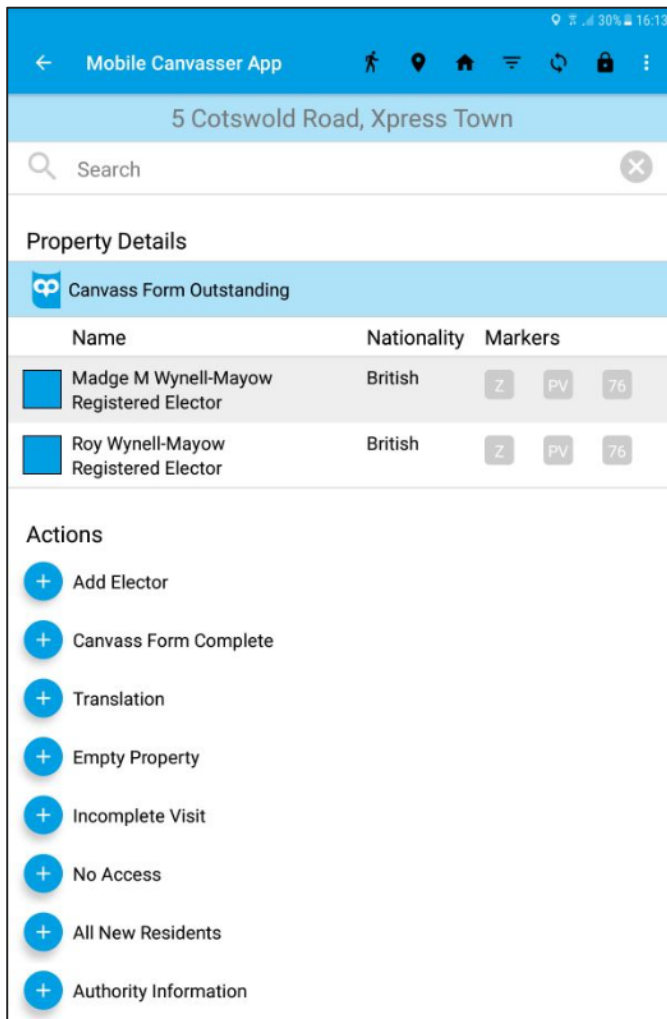 30% 16:13
Mobile Canvasser App
5 Cotswold Road, Xpress Town
Search
Property Details
Canvass Form Outstanding
Name Nationality Markers
Madge M Wynell-Mayow British Z PV 76
Registered Elector
Roy Wynell-Mayow British Z PV 76
Registered Elector
Actions
Add Elector
Canvass Form Complete
Translation
Empty Property
Incomplete Visit
No Access
All New Residents
Authority Information